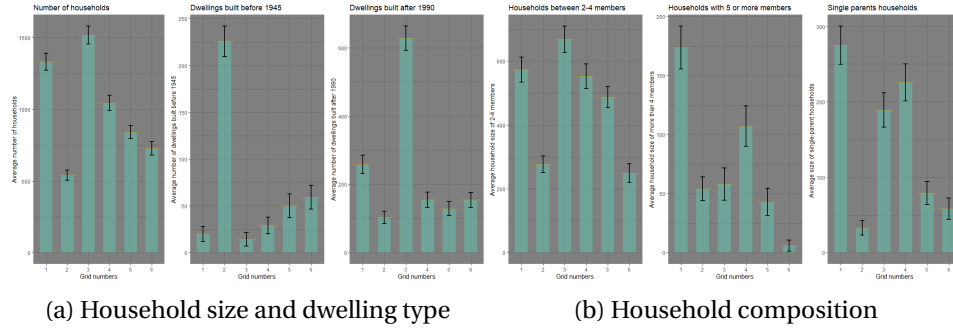 Number of households
Dwellings built before 1945
Dwellings built after 1990
Households between 2-4 members
Households with 5 or more members
Single parents households
Average number of households
1500
1000
500
0
1 2 3 4 5 6
Grid numbers
Average number of dwellings built before 1945
250
200
150
100
50
0
1 2 3 4 5 6
Grid numbers
Average number of dwellings built after 1990
600
400
200
0
1 2 3 4 5 6
Grid numbers
Average household size of 2-4 members
600
400
200
0
1 2 3 4 5 6
Grid numbers
Average household size of more than 4 members
200
150
100
50
0
1 2 3 4 5 6
Grid numbers
Average size of single-parent households
300
200
100
0
1 2 3 4 5 6
Grid numbers
(a) Household size and dwelling type
(b) Household composition